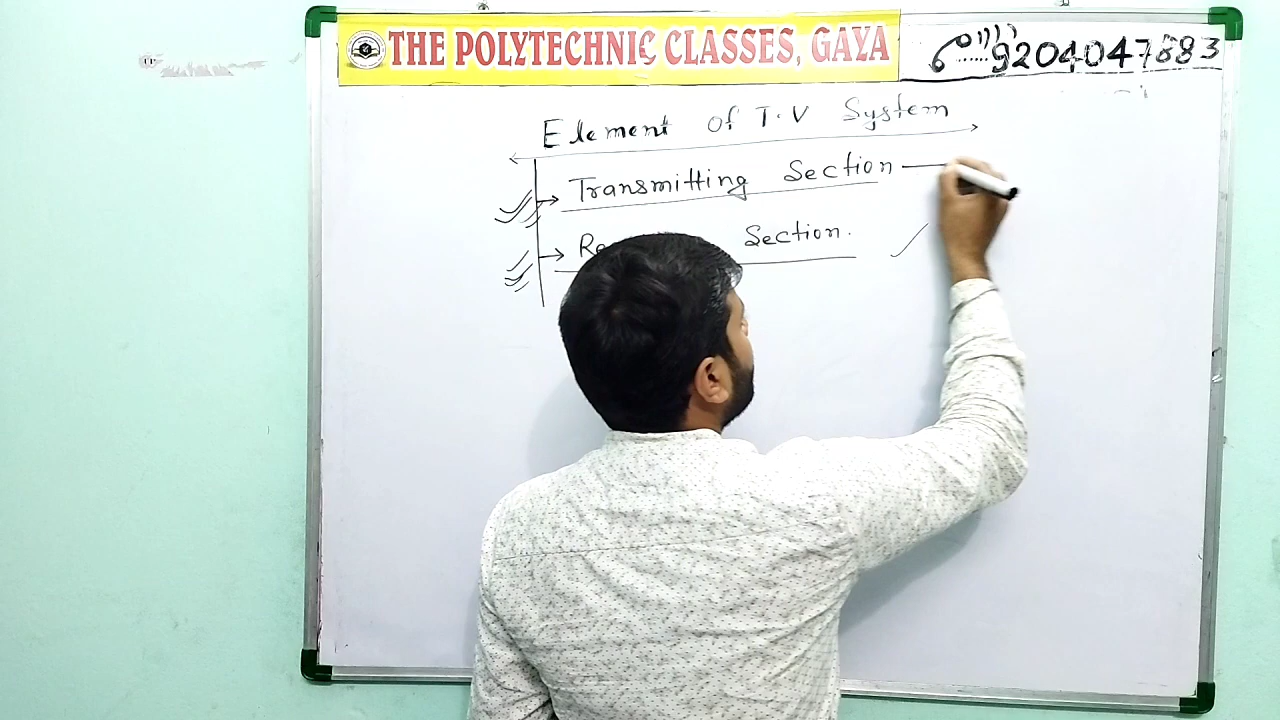 THE POLYTECHNIC CLASSES, GAYA
9204047883
Element of T.V System
Transmitting Section
Section.